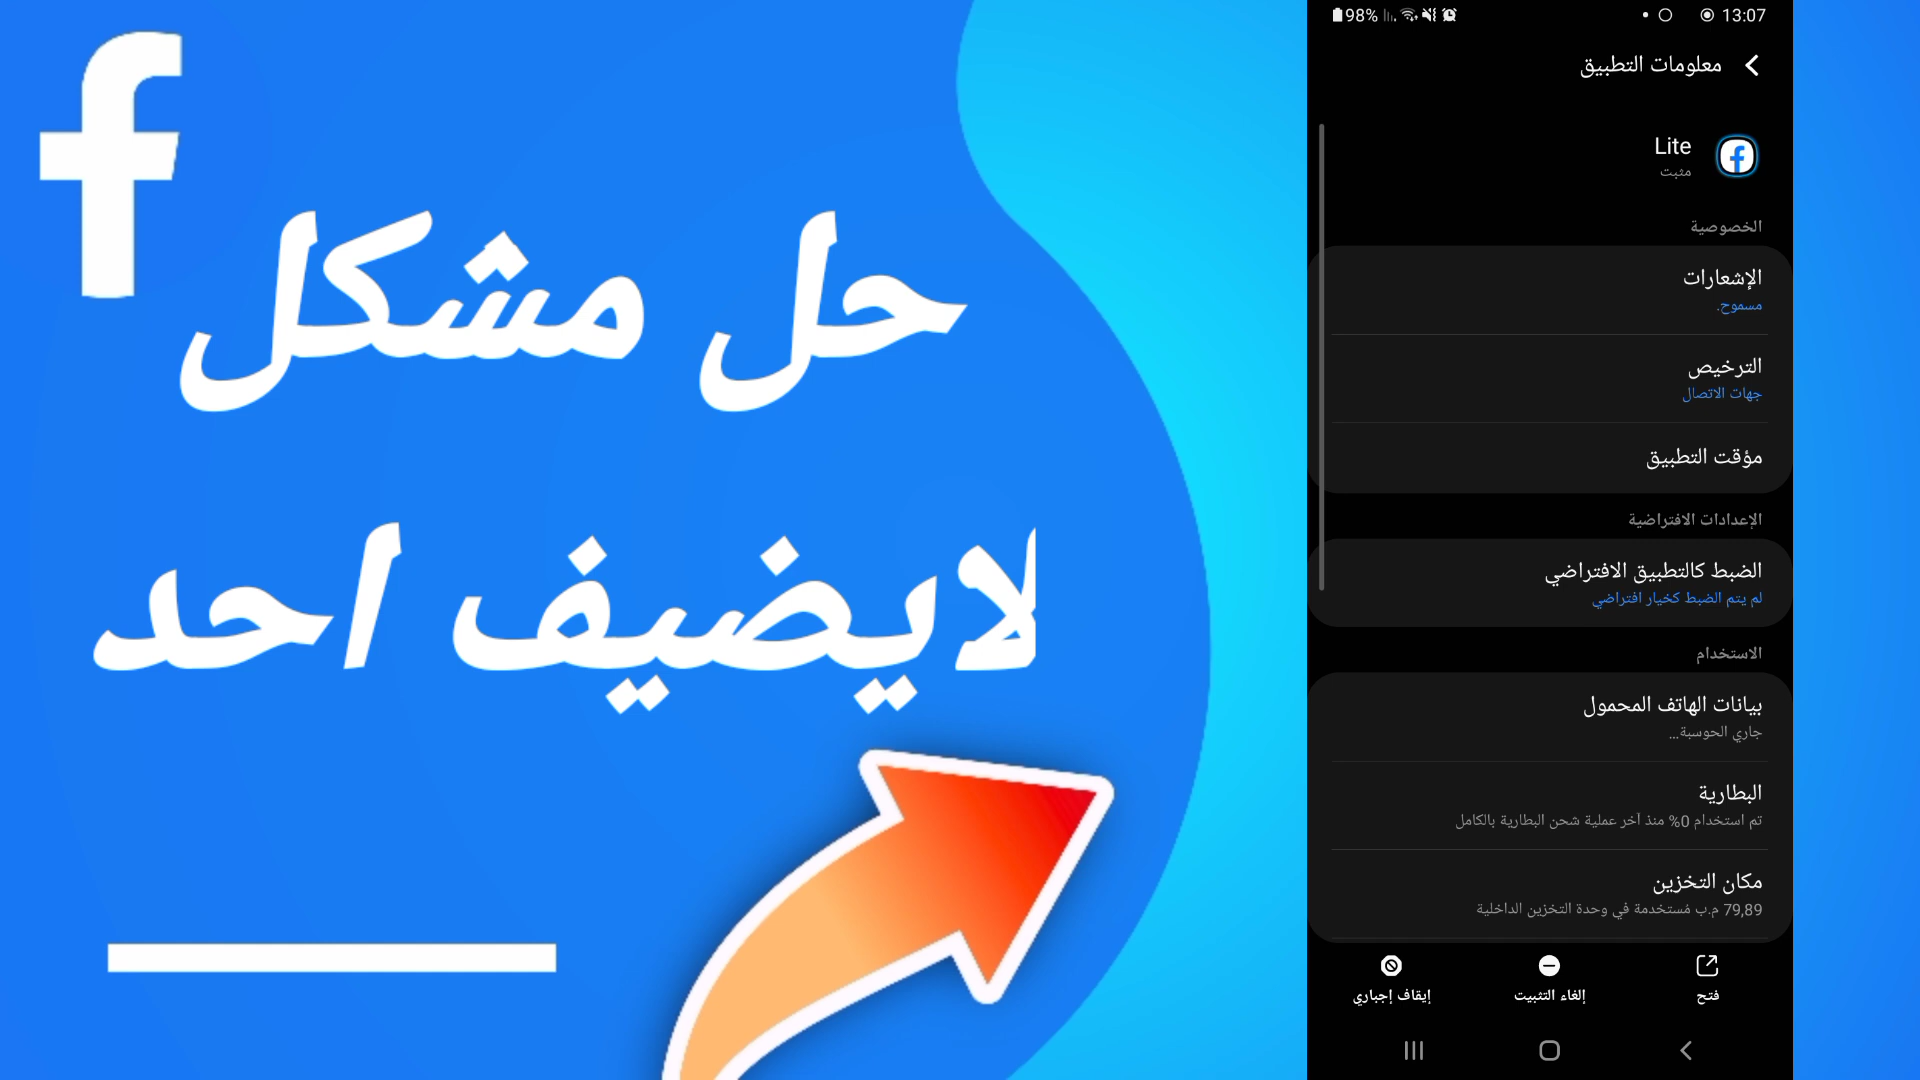 حل مشكل
لايضيف احد
98%
13:07
معلومات التطبيق
Lite
مثبت
الخصوصية
الإشعارات
مسموح.
الترخيص
جهات الاتصال
مؤقت التطبيق
الإعدادات الافتراضية
الضبط كالتطبيق الافتراضي
لم يتم الضبط كخيار افتراضي
الاستخدام
بيانات الهاتف المحمول
جاري الحوسبة...
البطارية
تم استخدام 0% منذ آخر عملية شحن البطارية بالكامل
مكان التخزين
79,89 م.ب مُستخدمة في وحدة التخزين الداخلية
فتح
إلغاء التثبيت
إيقاف إجباري